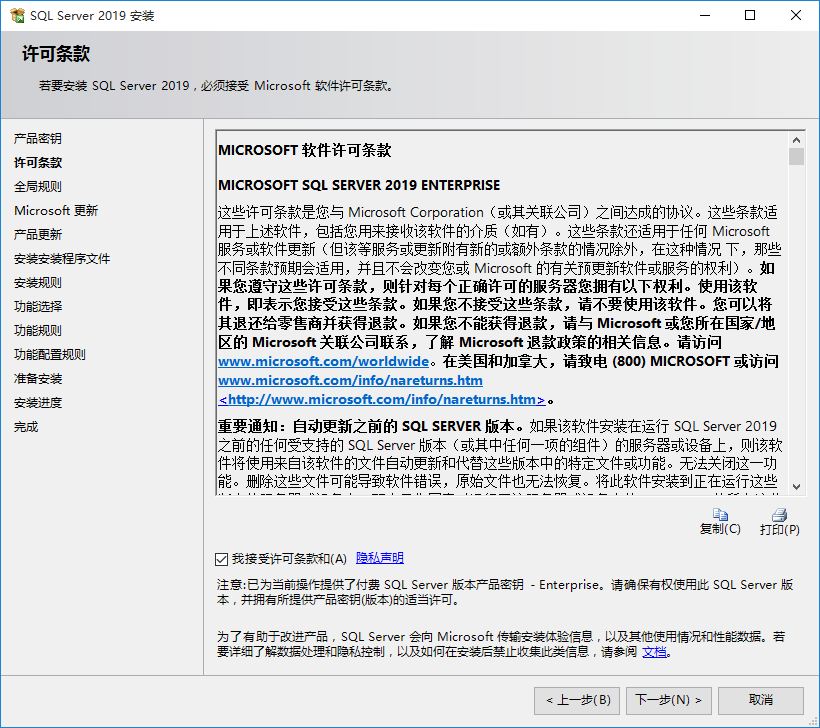 SQL Server 2019 安装
许可条款
若要安装 SQL Server 2019，必须接受 Microsoft 软件许可条款。
产品密钥
许可条款
全局规则
Microsoft 更新
产品更新
安装安装程序文件
安装规则
功能选择
功能规则
功能配置规则
准备安装
安装进度
完成
MICROSOFT 软件许可条款
MICROSOFT SQL SERVER 2019 ENTERPRISE
这些许可条款是您与 Microsoft Corporation（或其关联公司）之间达成的协议。这些条款适
用于上述软件，包括您用来接收该软件的介质（如有）。这些条款还适用于任何 Microsoft
服务或软件更新（但该等服务或更新附有新的或额外条款的情况除外，在这种情况 下，那些
不同条款预期会适用，并且不会改变您或 Microsoft 的有关预更新软件或服务的权利）。如
果您遵守这些许可条款，则针对每个正确许可的服务器您拥有以下权利。使用该软
件，即表示您接受这些条款。如果您不接受这些条款，请不要使用该软件。您可以将
其退还给零售商并获得退款。如果您不能获得退款，请与 Microsoft 或您所在国家/地
区的 Microsoft 关联公司联系，了解 Microsoft 退款政策的相关信息。请访问
www.microsoft.com/worldwide。在美国和加拿大，请致电 (800) MICROSOFT 或访问
www.microsoft.com/info/nareturns.htm
<http://www.microsoft.com/info/nareturns.htm>。
重要通知：自动更新之前的 SQL SERVER 版本。如果该软件安装在运行 SQL Server 2019
之前的任何受支持的 SQL Server 版本（或其中任何一项的组件）的服务器或设备上，则该软
件将使用来自该软件的文件自动更新和代替这些版本中的特定文件或功能。无法关闭这一功
能。删除这些文件可能导致软件错误，原始文件也无法恢复。将此软件安装到正在运行这些
复制(C)
打印(P)
我接受许可条款和(A) 隐私声明
注意:已为当前操作提供了付费 SQL Server 版本产品密钥 - Enterprise。请确保有权使用此 SQL Server 版
本，并拥有所提供产品密钥(版本)的适当许可。
为了有助于改进产品，SQL Server 会向 Microsoft 传输安装体验信息，以及其他使用情况和性能数据。若
要详细了解数据处理和隐私控制，以及如何在安装后禁止收集此类信息，请参阅 文档。
< 上一步(B)
下一步(N) >
取消